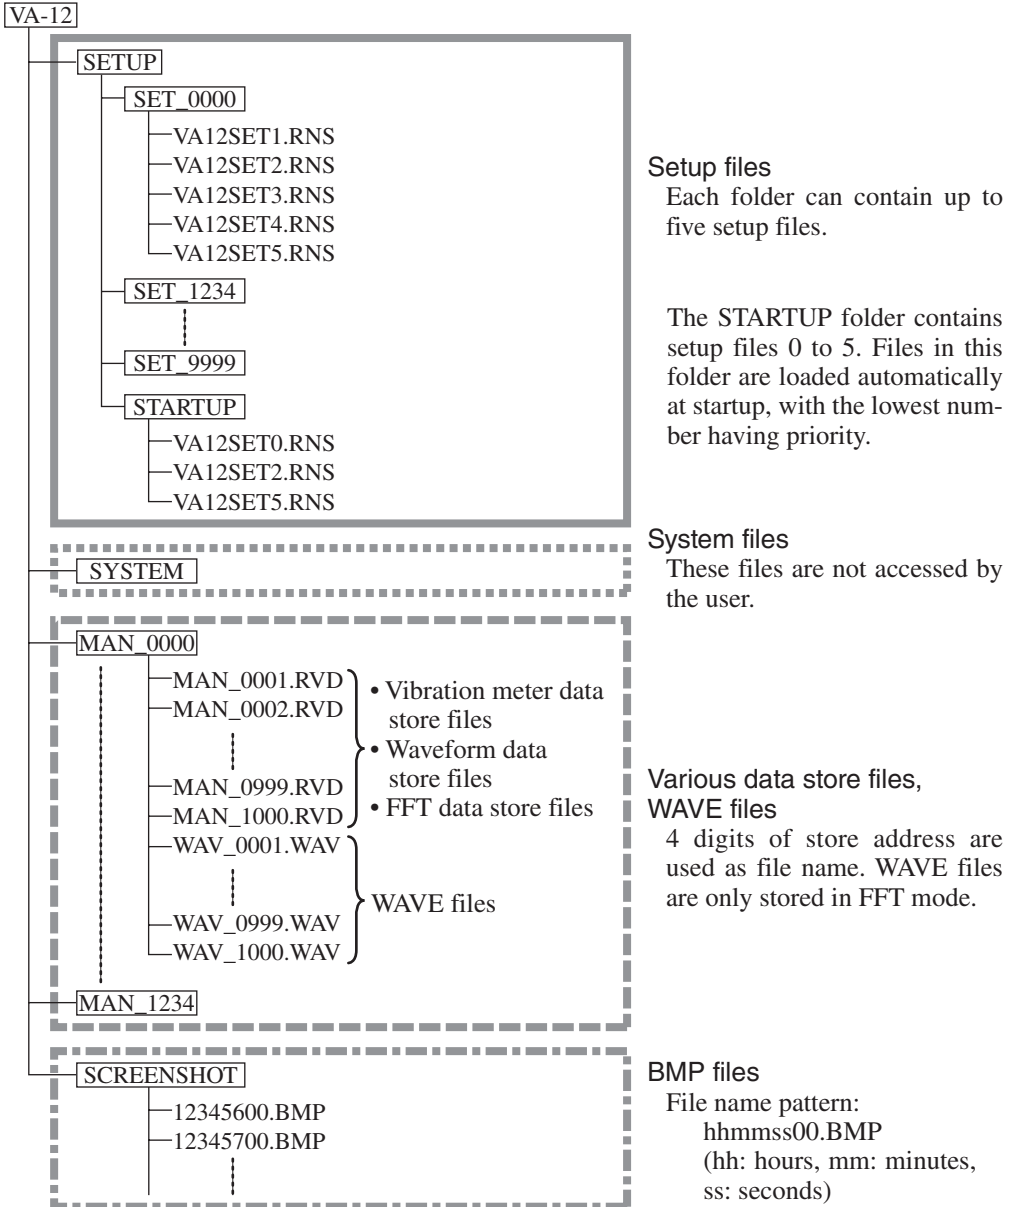 VA-12
SETUP
SET_0000
VA12SET1.RNS
VA12SET2.RNS
VA12SET3.RNS
VA12SET4.RNS
VA12SET5.RNS
SET_1234
SET_9999
STARTUP
VA12SET0.RNS
VA12SET2.RNS
VA12SET5.RNS
Setup files
Each folder can contain up to
five setup files.
The STARTUP folder contains
setup files 0 to 5. Files in this
folder are loaded automatically
at startup, with the lowest num-
ber having priority.
SYSTEM
System files
These files are not accessed by
the user.
MAN_0000
MAN_0001.RVD
MAN_0002.RVD
MAN_0999.RVD
MAN_1000.RVD
• Vibration meter data
store files
• Waveform data
store files
• FFT data store files
WAV_0001.WAV
WAV_0999.WAV
WAV_1000.WAV
WAVE files
MAN_1234
Various data store files,
WAVE files
4 digits of store address are
used as file name. WAVE files
are only stored in FFT mode.
SCREENSHOT
12345600.BMP
12345700.BMP
BMP files
File name pattern:
hhmmss00.BMP
(hh: hours, mm: minutes,
ss: seconds)